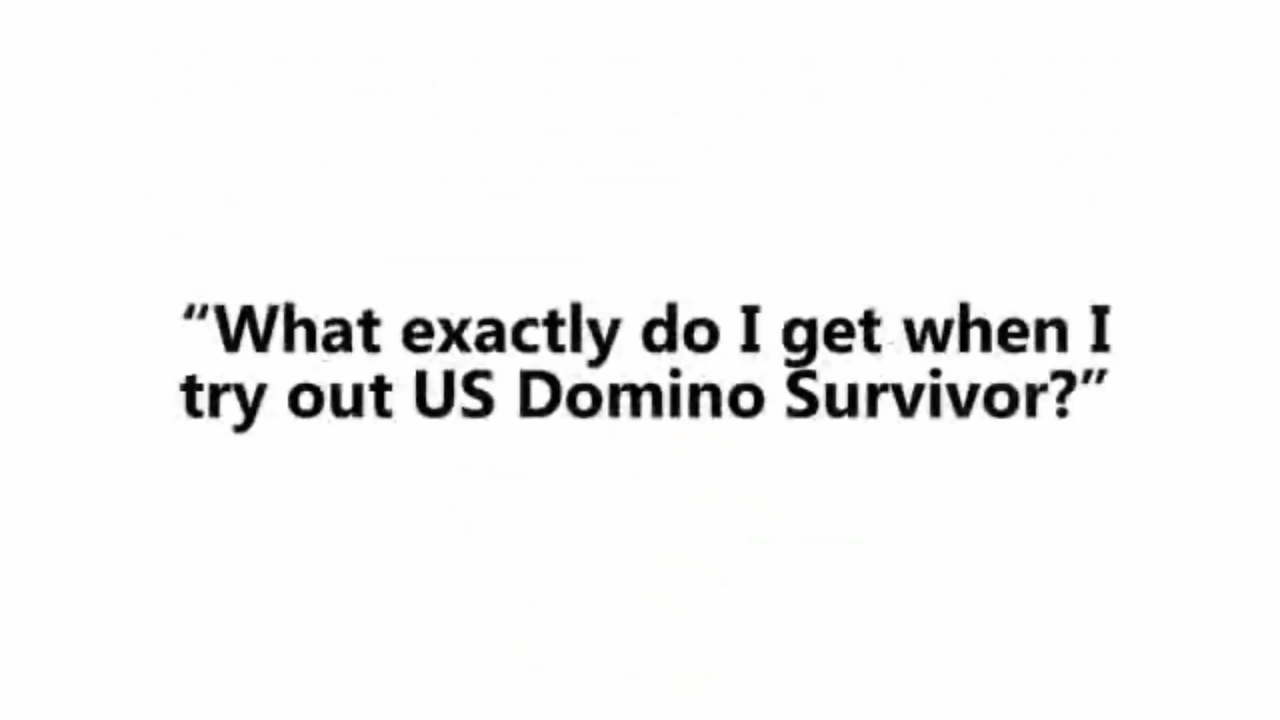 “What exactly do I get when I
try out US Domino Survivor?”